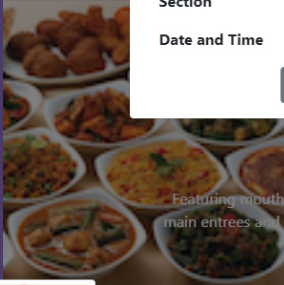 Section
Date and Time
Featuring mouth
main entrees and